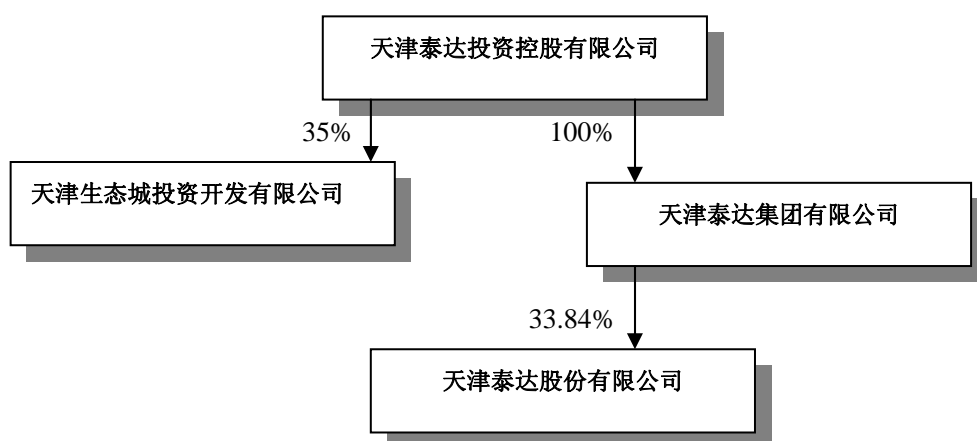 天津泰达投资控股有限公司
35%
100%
天津生态城投资开发有限公司
天津泰达集团有限公司
33.84%
天津泰达股份有限公司